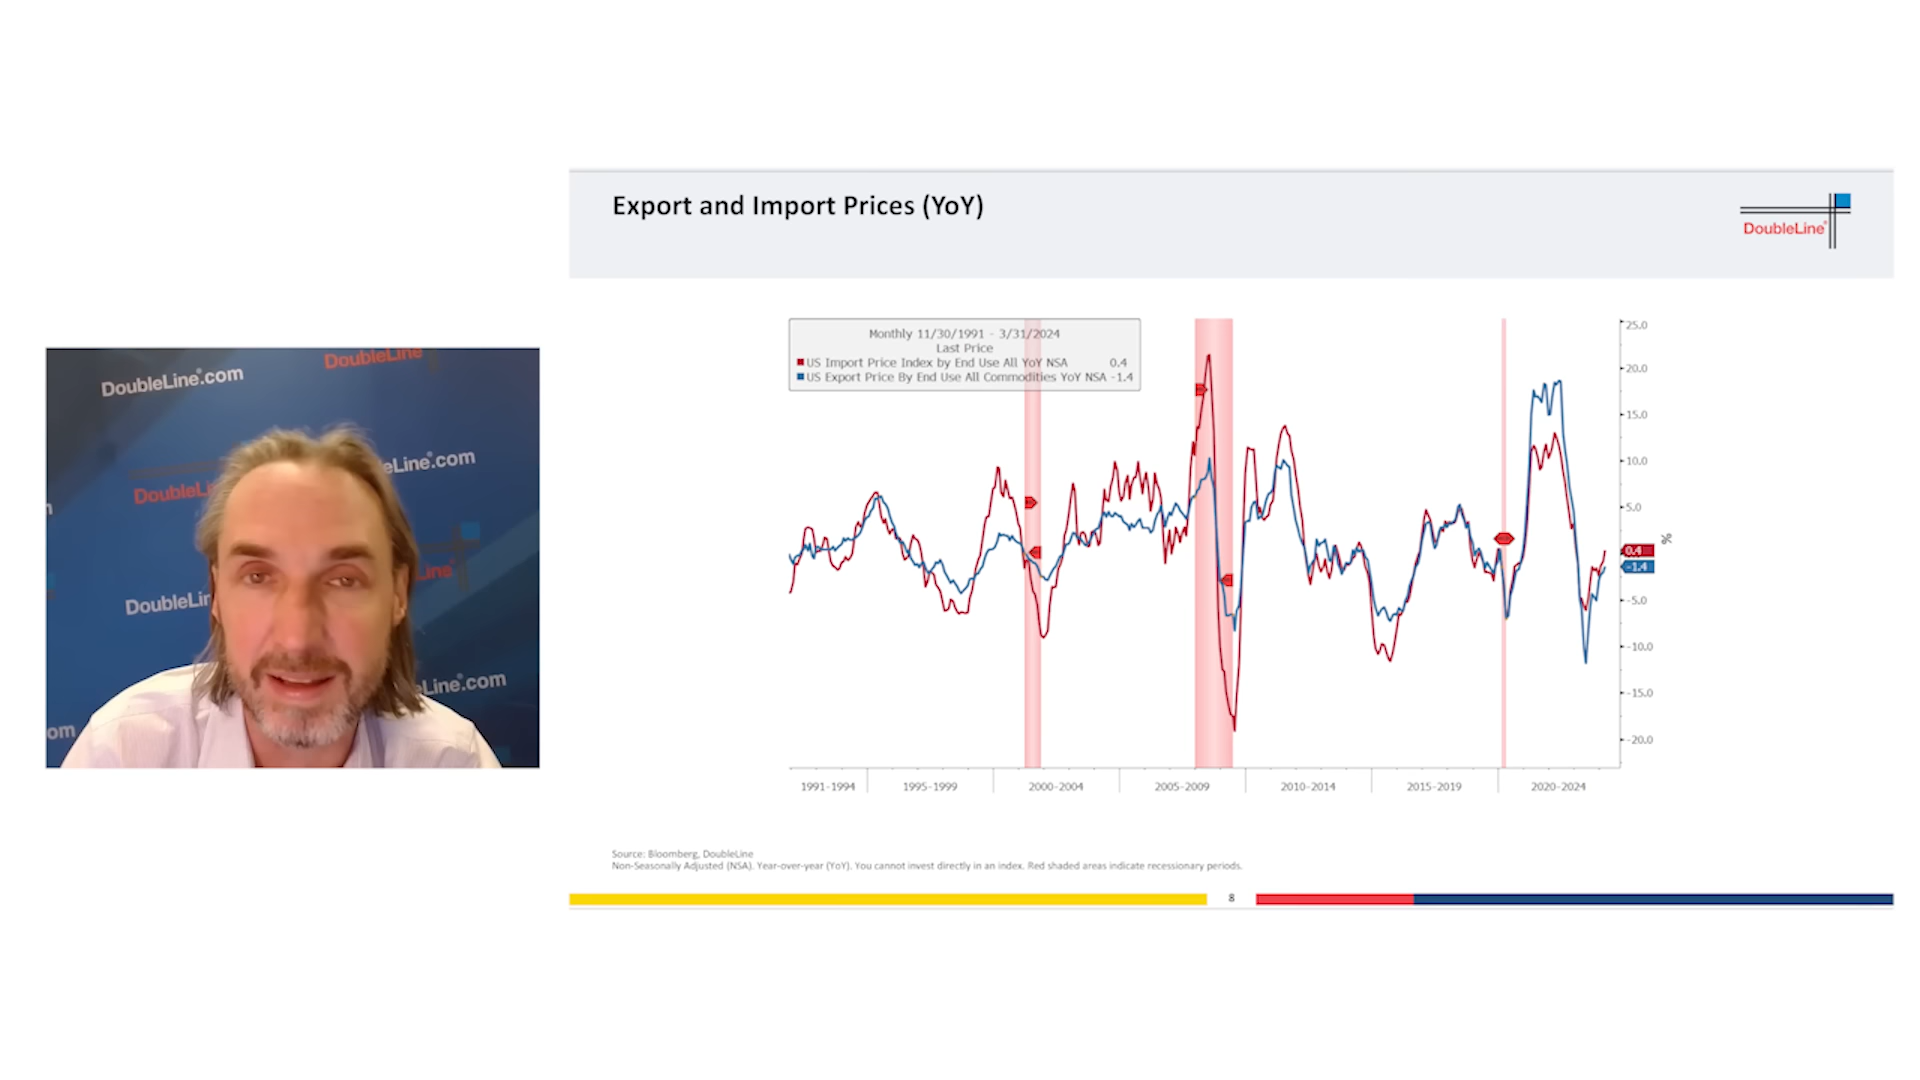 Export and Import Prices (YoY)
DoubleLine®
DoubleLine
DoubleLine®.com
eLine®.com
DoubleLi
DoubleLin
Line
eLine®.com
om
Monthly 11/30/1991 - 3/31/2024
Last Price
US Import Price Index by End Use All YoY NSA 0.4
US Export Price By End Use All Commodities YoY NSA -1.4
25.0
20.0
15.0
10.0
5.0
0.4
-1.4
-5.0
-10.0
-15.0
-20.0
%
1991-1994 1995-1999 2000-2004 2005-2009 2010-2014 2015-2019 2020-2024
Source: Bloomberg, DoubleLine
Non-Seasonally Adjusted (NSA). Year-over-year (YoY). You cannot invest directly in an index. Red shaded areas indicate recessionary periods.
8